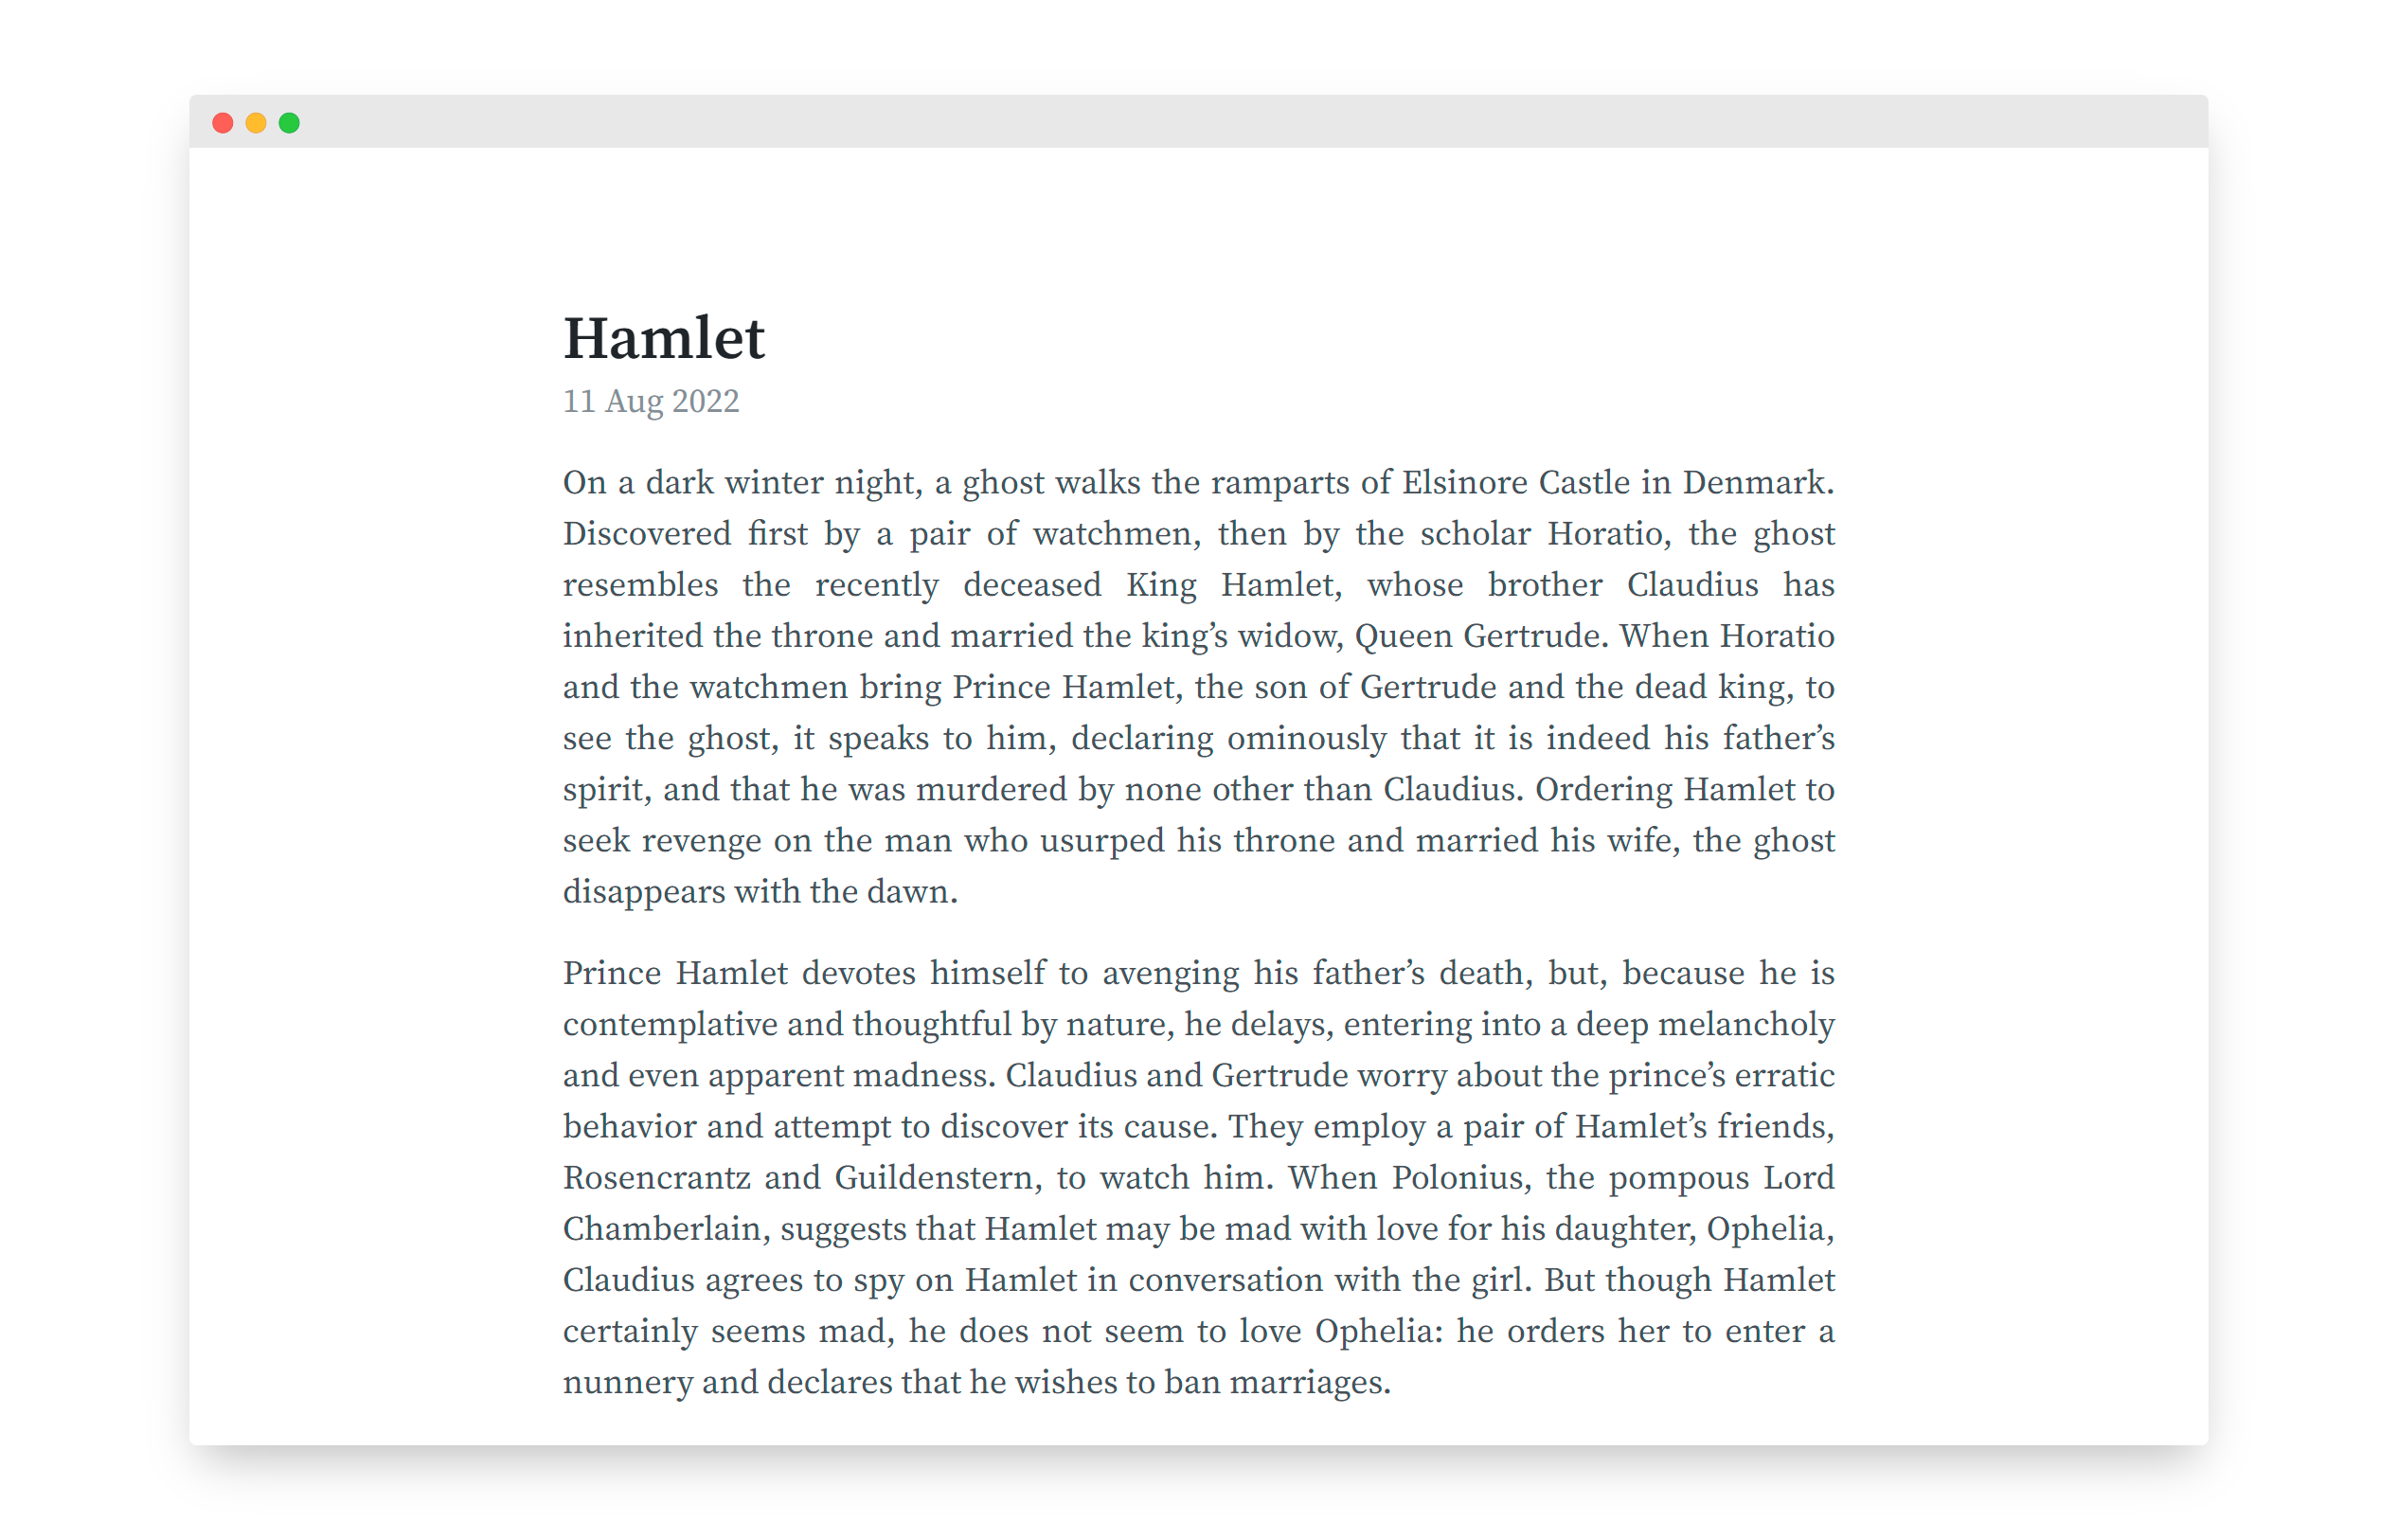 Hamlet
11 Aug 2022
On a dark winter night, a ghost walks the ramparts of Elsinore Castle in Denmark.
Discovered first by a pair of watchmen, then by the scholar Horatio, the ghost
resembles the recently deceased King Hamlet, whose brother Claudius has
inherited the throne and married the king’s widow, Queen Gertrude. When Horatio
and the watchmen bring Prince Hamlet, the son of Gertrude and the dead king, to
see the ghost, it speaks to him, declaring ominously that it is indeed his father’s
spirit, and that he was murdered by none other than Claudius. Ordering Hamlet to
seek revenge on the man who usurped his throne and married his wife, the ghost
disappears with the dawn.
Prince Hamlet devotes himself to avenging his father’s death, but, because he is
contemplative and thoughtful by nature, he delays, entering into a deep melancholy
and even apparent madness. Claudius and Gertrude worry about the prince’s erratic
behavior and attempt to discover its cause. They employ a pair of Hamlet’s friends,
Rosencrantz and Guildenstern, to watch him. When Polonius, the pompous Lord
Chamberlain, suggests that Hamlet may be mad with love for his daughter, Ophelia,
Claudius agrees to spy on Hamlet in conversation with the girl. But though Hamlet
certainly seems mad, he does not seem to love Ophelia: he orders her to enter a
nunnery and declares that he wishes to ban marriages.